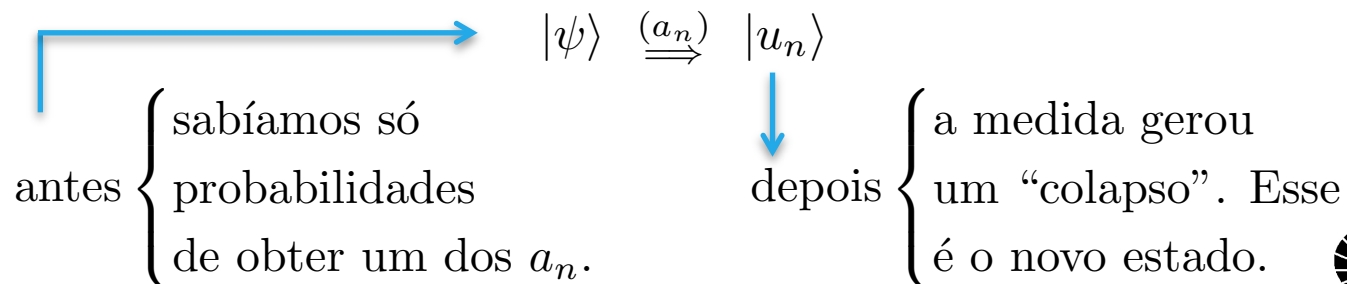 |ψ⟩ (aₙ) ⟹ |uₙ⟩
antes { sabíamos só
probabilidades
de obter um dos aₙ.
depois { a medida gerou
um “colapso”. Esse
é o novo estado.